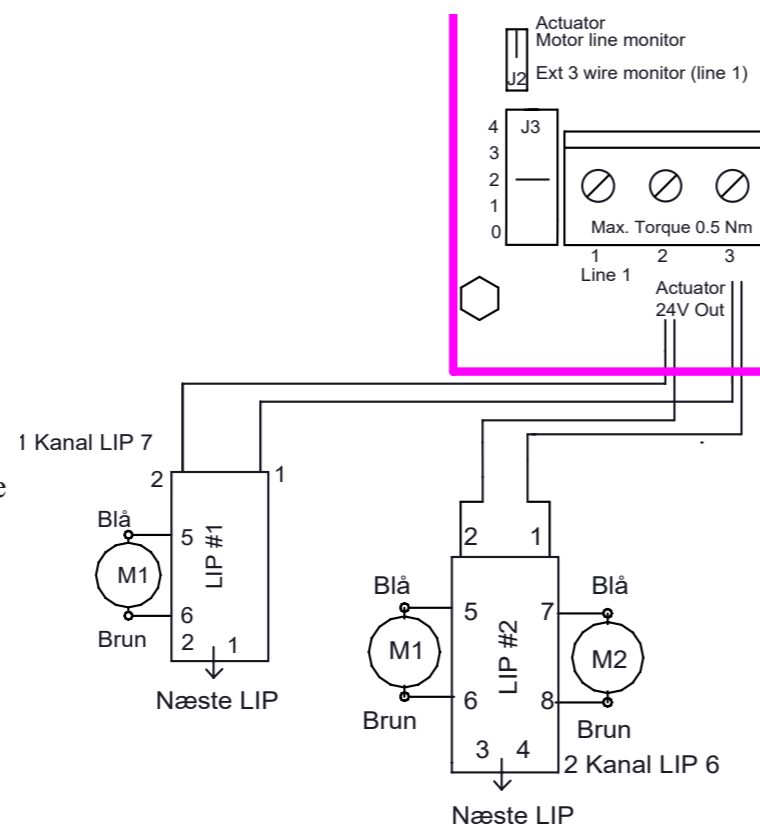 Actuator
Motor line monitor
J2
Ext 3 wire monitor (line 1)
4
J3
3
2
1
0
Max. Torque 0.5 Nm
1
2
3
Line 1
Actuator
24V Out
1 Kanal LIP 7
2
1
e
Blå
5
LIP #1
M1
6
Brun
2
1
Næste LIP
2
1
Blå
Blå
5
7
LIP #2
M1
M2
6
8
Brun
Brun
3
4
2 Kanal LIP 6
Næste LIP